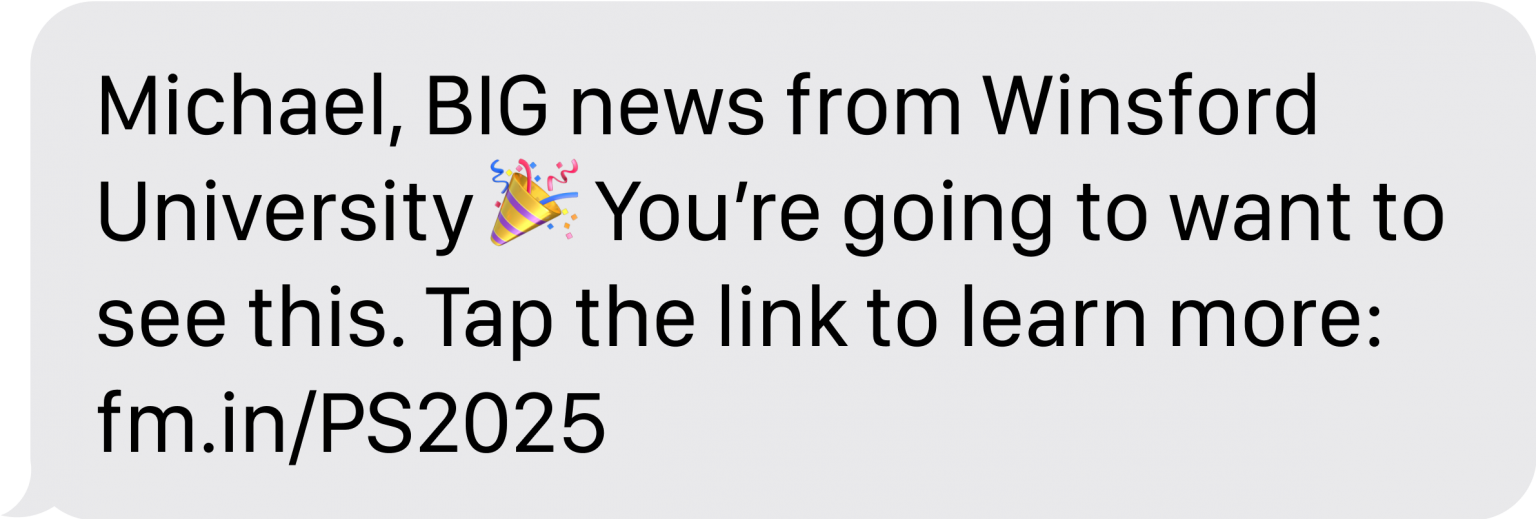 Michael, BIG news from Winsford
University 🎉 You’re going to want to
see this. Tap the link to learn more:
fm.in/PS2025